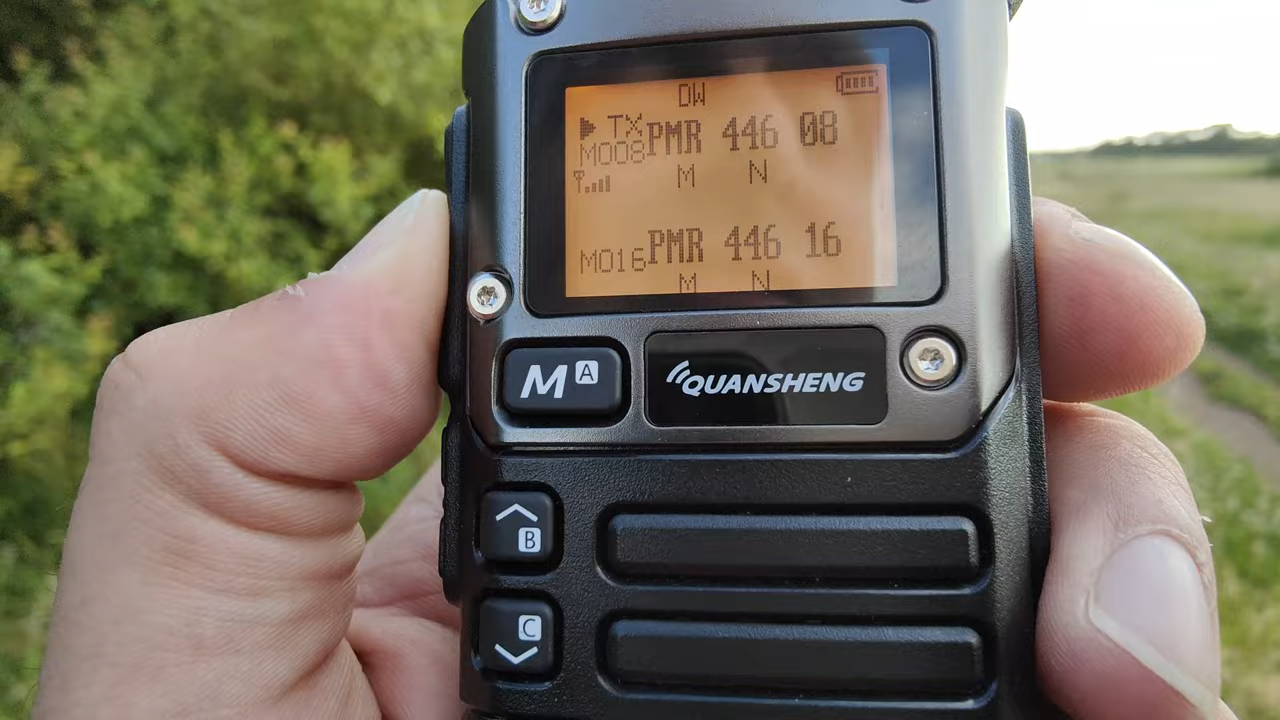 DW
TX PMR 446 08
M008
M N
M016 PMR 446 16
M N
M A
QUANSHENG
B
C